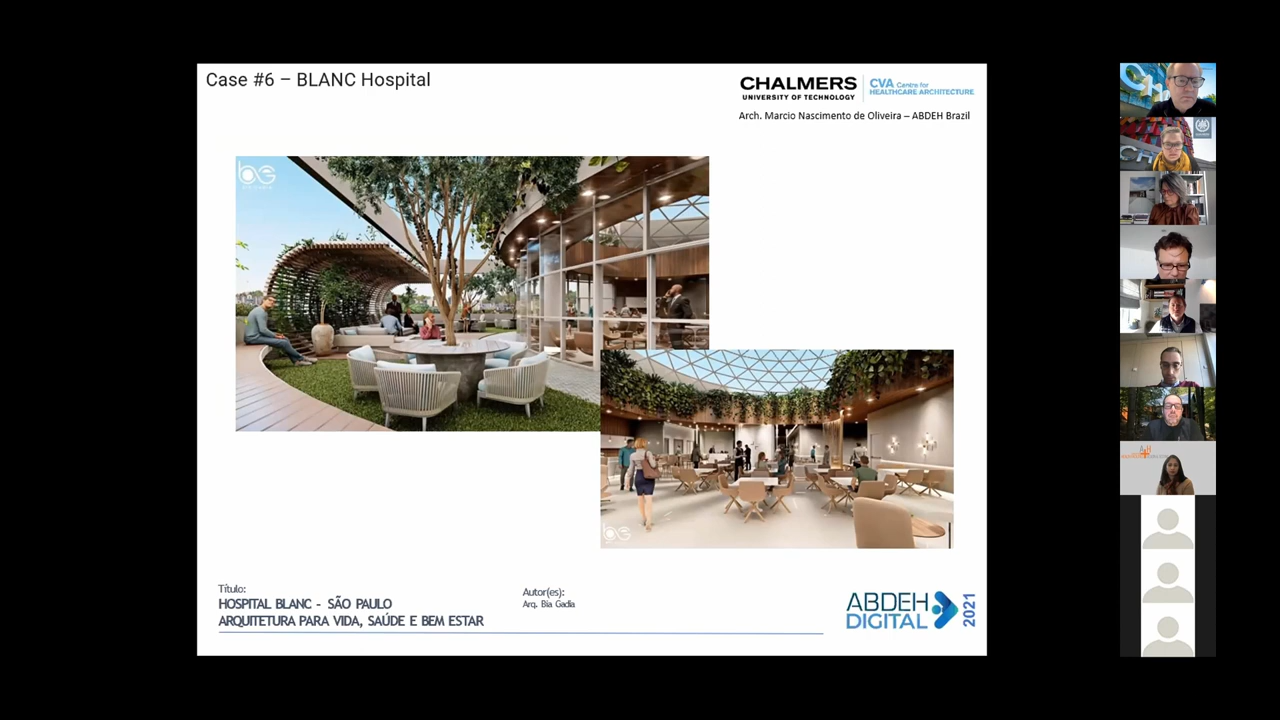 Case #6 – BLANC Hospital
CHALMERS
UNIVERSITY OF TECHNOLOGY
CVA Centre for
HEALTHCARE ARCHITECTURE
Arch. Marcio Nascimento de Oliveira – ABDEH Brazil
Título:
HOSPITAL BLANC - SÃO PAULO
ARQUITETURA PARA VIDA, SAÚDE E BEM ESTAR
Autor(es):
Arq. Bia Gadia
ABDEH
DIGITAL
2021